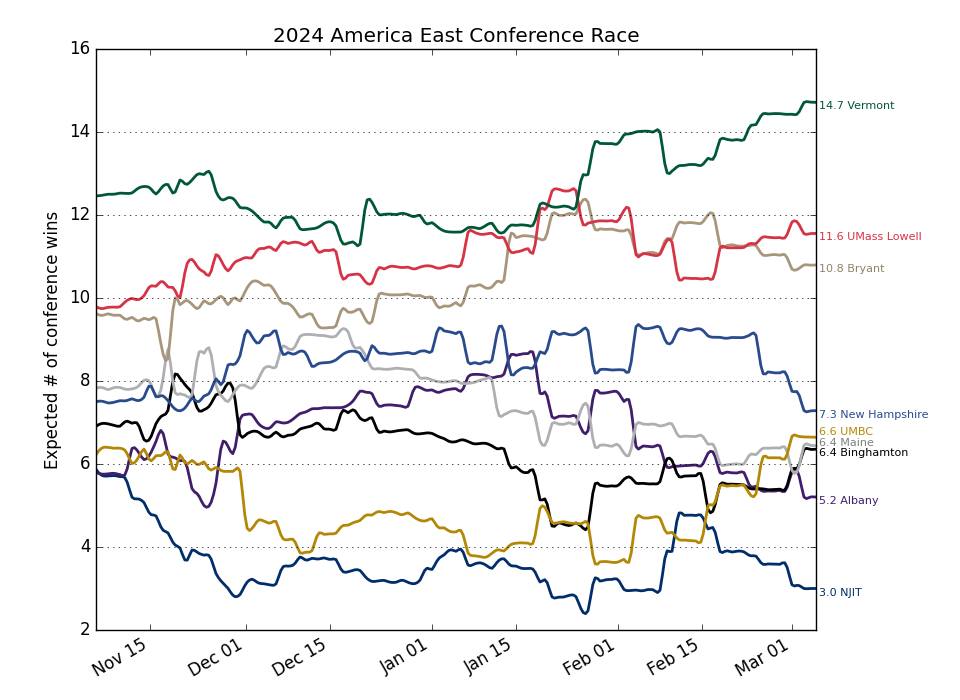 2024 America East Conference Race
Expected # of conference wins
16
14
12
10
8
6
4
2
14.7 Vermont
11.6 UMass Lowell
10.8 Bryant
7.3 New Hampshire
6.6 UMBC
6.4 Maine
6.4 Binghamton
5.2 Albany
3.0 NJIT
Nov 15
Dec 01
Dec 15
Jan 01
Jan 15
Feb 01
Feb 15
Mar 01